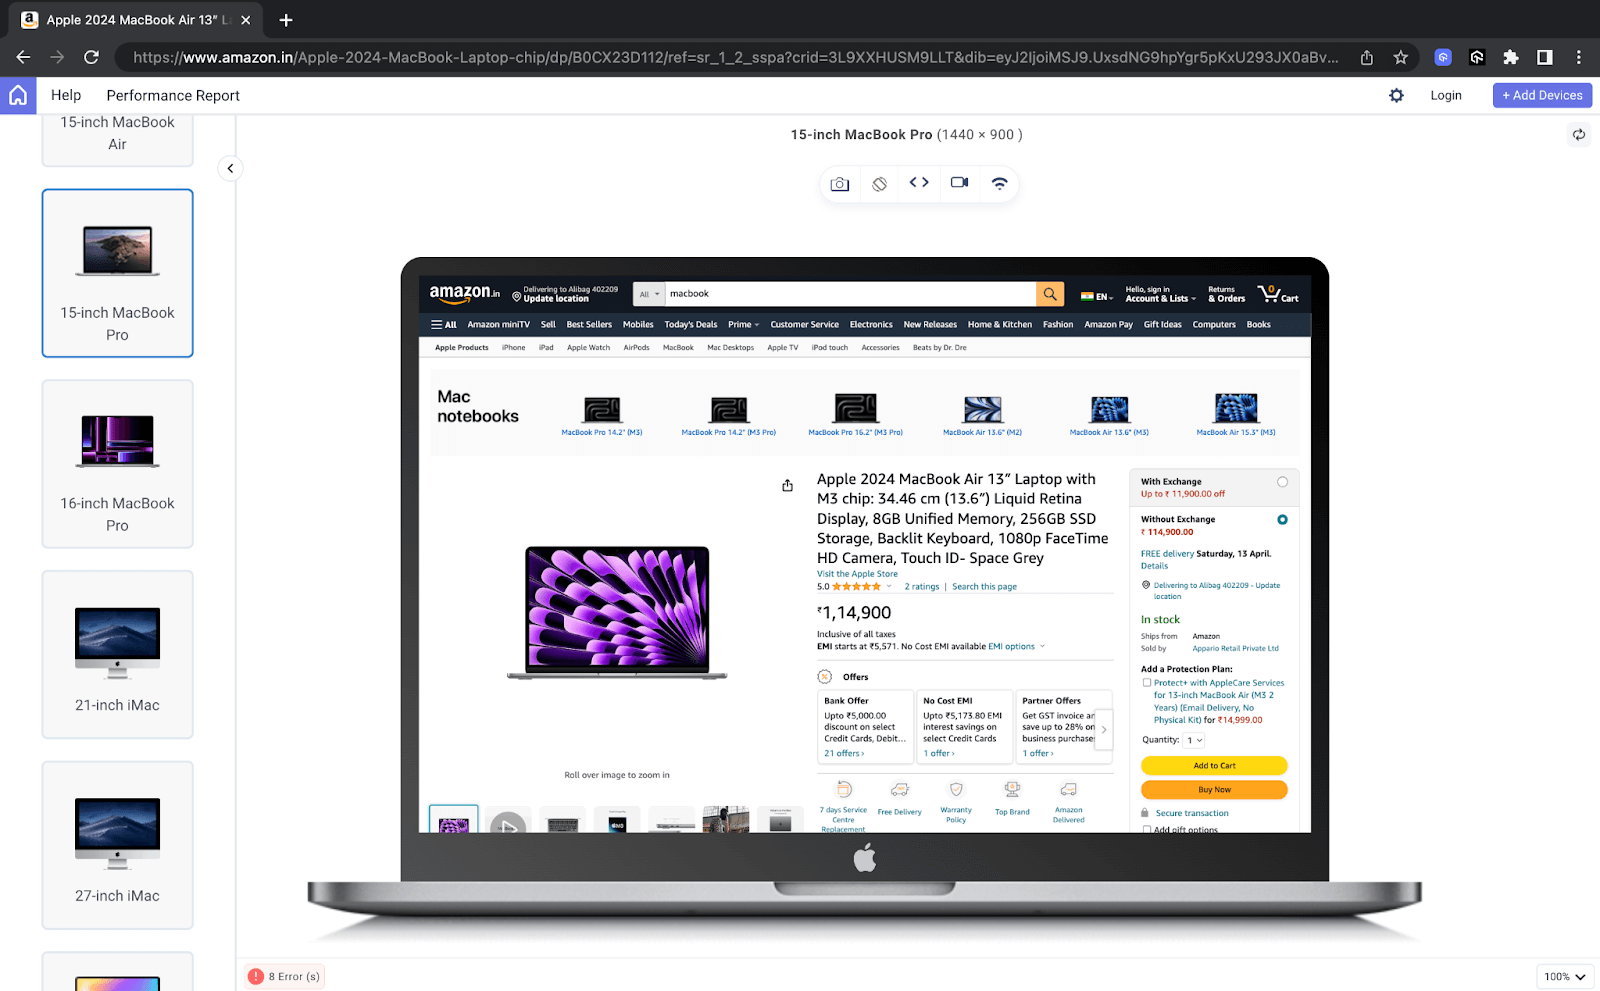 Apple 2024 MacBook Air 13" L
https://www.amazon.in/Apple-2024-MacBook-Laptop-chip/dp/B0CX23D112/ref=sr_1_2_sspa?crid=3L9XXHUSM9LLT&dib=eyJ2IjoiMSJ9.UxsdNG9hpYgr5pKxU293JX0aBv...
Help
Performance Report
Login
+ Add Devices
15-inch MacBook
Air
15-inch MacBook
Pro
16-inch MacBook
Pro
21-inch iMac
27-inch iMac
15-inch MacBook Pro (1440 × 900 )
amazon.in
Delivering to Alibag 402209
Update location
All
macbook
EN
Hello, sign in
Account & Lists
Returns
& Orders
0
Cart
All
Amazon miniTV
Sell
Best Sellers
Mobiles
Today's Deals
Prime
Customer Service
Electronics
New Releases
Home & Kitchen
Fashion
Amazon Pay
Gift Ideas
Computers
Books
Apple Products
iPhone
iPad
Apple Watch
AirPods
MacBook
Mac Desktops
Apple TV
iPod touch
Accessories
Beats by Dr. Dre
Mac
notebooks
MacBook Pro 14.2" (M3)
MacBook Pro 14.2" (M3 Pro)
MacBook Pro 16.2" (M3 Pro)
MacBook Air 13.6" (M2)
MacBook Air 13.6" (M3)
MacBook Air 15.3" (M3)
Roll over image to zoom in
Apple 2024 MacBook Air 13″ Laptop with
M3 chip: 34.46 cm (13.6″) Liquid Retina
Display, 8GB Unified Memory, 256GB SSD
Storage, Backlit Keyboard, 1080p FaceTime
HD Camera, Touch ID- Space Grey
Visit the Apple Store
5.0
2 ratings | Search this page
₹1,14,900
Inclusive of all taxes
EMI starts at ₹5,571. No Cost EMI available EMI options
Offers
Bank Offer
Upto ₹5,000.00
discount on select
Credit Cards, Debit...
21 offers ›
No Cost EMI
Upto ₹5,173.80 EMI
interest savings on
select Credit Cards
1 offer ›
Partner Offers
Get GST invoice an
save up to 28% on
business purchase
1 offer ›
7 days Service
Centre
Replacement
Free Delivery
Warranty
Policy
Top Brand
Amazon
Delivered
With Exchange
Up to ₹ 11,900.00 off
Without Exchange
₹ 114,900.00
FREE delivery Saturday, 13 April.
Details
Delivering to Alibag 402209 - Update
location
In stock
Ships from Amazon
Sold by Appario Retail Private Ltd
Add a Protection Plan:
Protect+ with AppleCare Services
for 13-inch MacBook Air (M3 2
Years) (Email Delivery, No
Physical Kit) for ₹14,999.00
Quantity: 1
Add to Cart
Buy Now
Secure transaction
Add gift options
8 Error (s)
100%